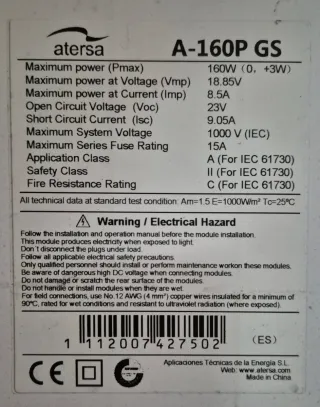 atersa
A-160P GS
Maximum power (Pmax) 160W (0, +3W)
Maximum power at Voltage (Vmp) 18.85V
Maximum power at Current (Imp) 8.5A
Open Circuit Voltage (Voc) 23V
Short Circuit Current (Isc) 9.05A
Maximum System Voltage 1000 V (IEC)
Maximum Series Fuse Rating 15A
Application Class A (For IEC 61730)
Safety Class II (For IEC 61730)
Fire Resistance Rating C (For IEC 61730)
All technical data at standard test condition: Am=1.5 E=1000W/m² Tc=25ºC
Warning / Electrical Hazard
Follow the installation and operation manual before the module installation.
This module produces electricity when exposed to light.
Don´t disconnect the plugs under load.
Follow all applicable electrical safety precautions.
Only qualified personnel should install or perform maintenance workon these modules.
Be aware of dangerous high DC voltage when connecting modules.
Do not damage or scratch the rear surface of the modules.
Do not handle or install modules when they are wet.
For field connections, use No.12 AWG (4 mm²) copper wires insulated for a minimum of
90ºC, rated for wet conditions and resistant to ultraviolet radiation (where exposed).
1 112007 427502
(ES)
CE
Aplicaciones Técnicas de la Energía S.L
Web: www.atersa.com
Made in China